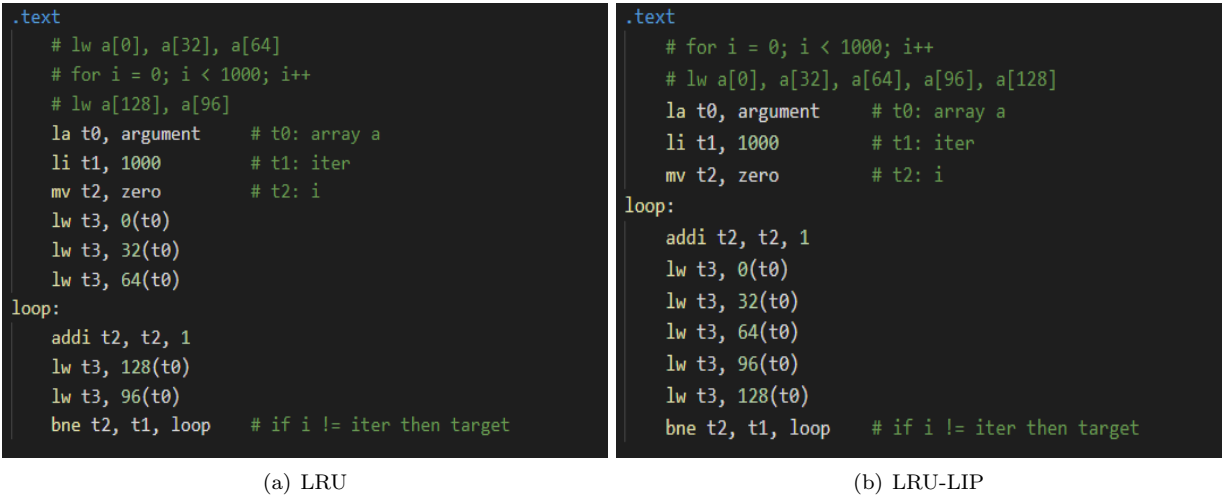 .text
# lw a[0], a[32], a[64]
# for i = 0; i < 1000; i++
# lw a[128], a[96]
la t0, argument # t0: array a
li t1, 1000 # t1: iter
mv t2, zero # t2: i
lw t3, 0(t0)
lw t3, 32(t0)
lw t3, 64(t0)
loop:
addi t2, t2, 1
lw t3, 128(t0)
lw t3, 96(t0)
bne t2, t1, loop # if i != iter then target
(a) LRU
.text
# for i = 0; i < 1000; i++
# lw a[0], a[32], a[64], a[96], a[128]
la t0, argument # t0: array a
li t1, 1000 # t1: iter
mv t2, zero # t2: i
loop:
addi t2, t2, 1
lw t3, 0(t0)
lw t3, 32(t0)
lw t3, 64(t0)
lw t3, 96(t0)
lw t3, 128(t0)
bne t2, t1, loop # if i != iter then target
(b) LRU-LIP